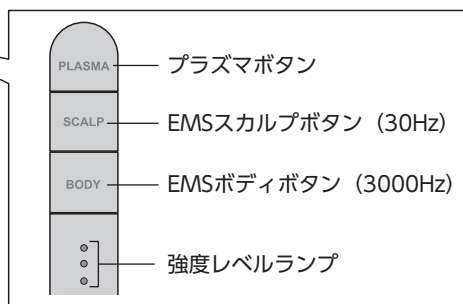 PLASMA プラズマボタン
SCALP EMSスカルプボタン（30Hz）
BODY EMSボディボタン（3000Hz）
強度レベルランプ